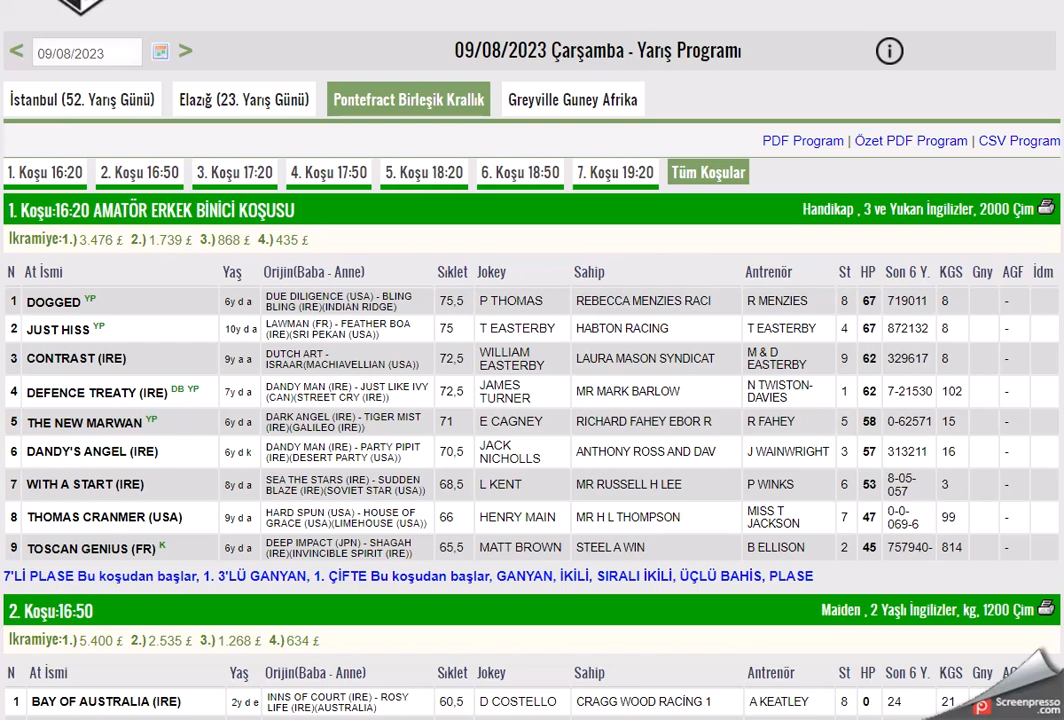 < 09/08/2023 > 09/08/2023 Çarşamba - Yarış Programı i
İstanbul (52. Yarış Günü) Elazığ (23. Yarış Günü) Pontefract Birleşik Krallık Greyville Guney Afrika
PDF Program | Özet PDF Program | CSV Program
1. Koşu 16:20 2. Koşu 16:50 3. Koşu 17:20 4. Koşu 17:50 5. Koşu 18:20 6. Koşu 18:50 7. Koşu 19:20 Tüm Koşular
1. Koşu:16:20 AMATÖR ERKEK BİNİCİ KOŞUSU Handikap , 3 ve Yukarı İngilizler, 2000 Çim
Ikramiye:1.) 3.476 £ 2.) 1.739 £ 3.) 868 £ 4.) 435 £
N At İsmi Yaş Orijin(Baba - Anne) Sıklet Jokey Sahip Antrenör St HP Son 6 Y. KGS Gny AGF İdm
1 DOGGED YP 6y d a DUE DILIGENCE (USA) - BLING BLING (IRE)(INDIAN RIDGE) 75,5 P THOMAS REBECCA MENZIES RACI R MENZIES 8 67 719011 8 -
2 JUST HISS YP 10y d a LAWMAN (FR) - FEATHER BOA (IRE)(SRI PEKAN (USA)) 75 T EASTERBY HABTON RACING T EASTERBY 4 67 872132 8 -
3 CONTRAST (IRE) 9y a a DUTCH ART - ISRAAR(MACHIAVELLIAN (USA)) 72,5 WILLIAM EASTERBY LAURA MASON SYNDICAT M & D EASTERBY 9 62 329617 8 -
4 DEFENCE TREATY (IRE) DB YP 7y d a DANDY MAN (IRE) - JUST LIKE IVY (CAN)(STREET CRY (IRE)) 72,5 JAMES TURNER MR MARK BARLOW N TWISTON-DAVIES 1 62 7-21530 102 -
5 THE NEW MARWAN YP 6y d a DARK ANGEL (IRE) - TIGER MIST (IRE)(GALILEO (IRE)) 71 E CAGNEY RICHARD FAHEY EBOR R R FAHEY 5 58 0-62571 15 -
6 DANDY'S ANGEL (IRE) 6y d k DANDY MAN (IRE) - PARTY PIPIT (IRE)(DESERT PARTY (USA)) 70,5 JACK NICHOLLS ANTHONY ROSS AND DAV J WAINWRIGHT 3 57 313211 16 -
7 WITH A START (IRE) 8y d a SEA THE STARS (IRE) - SUDDEN BLAZE (IRE)(SOVIET STAR (USA)) 68,5 L KENT MR RUSSELL H LEE P WINKS 6 53 8-05-057 3 -
8 THOMAS CRANMER (USA) 9y d a HARD SPUN (USA) - HOUSE OF GRACE (USA)(LIMEHOUSE (USA)) 66 HENRY MAIN MR H L THOMPSON MISS T JACKSON 7 47 0-0-069-6 99 -
9 TOSCAN GENIUS (FR) K 6y d a DEEP IMPACT (JPN) - SHAGAH (IRE)(INVINCIBLE SPIRIT (IRE)) 65,5 MATT BROWN STEEL A WIN B ELLISON 2 45 757940- 814 -
7'Lİ PLASE Bu koşudan başlar, 1. 3'LÜ GANYAN, 1. ÇİFTE Bu koşudan başlar, GANYAN, İKİLİ, SIRALI İKİLİ, ÜÇLÜ BAHİS, PLASE
2. Koşu:16:50 Maiden , 2 Yaşlı İngilizler, kg, 1200 Çim
Ikramiye:1.) 5.400 £ 2.) 2.535 £ 3.) 1.268 £ 4.) 634 £
N At İsmi Yaş Orijin(Baba - Anne) Sıklet Jokey Sahip Antrenör St HP Son 6 Y. KGS Gny
1 BAY OF AUSTRALIA (IRE) 2y d e INNS OF COURT (IRE) - ROSY LIFE (IRE)(AUSTRALIA) 60,5 D COSTELLO CRAGG WOOD RACİNG 1 A KEATLEY 8 0 24 21
Screenpresso
.com